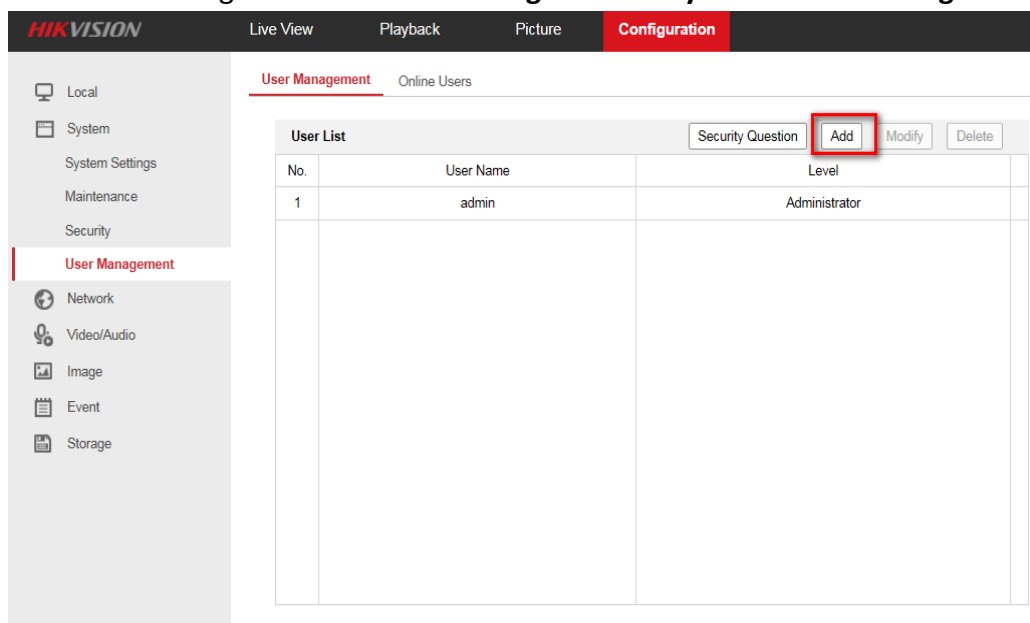 HIKVISION Live View Playback Picture Configuration
User Management Online Users
Local
System
System Settings
Maintenance
Security
User Management
Network
Video/Audio
Image
Event
Storage
User List Security Question Add Modify Delete
No. User Name Level
1 admin Administrator